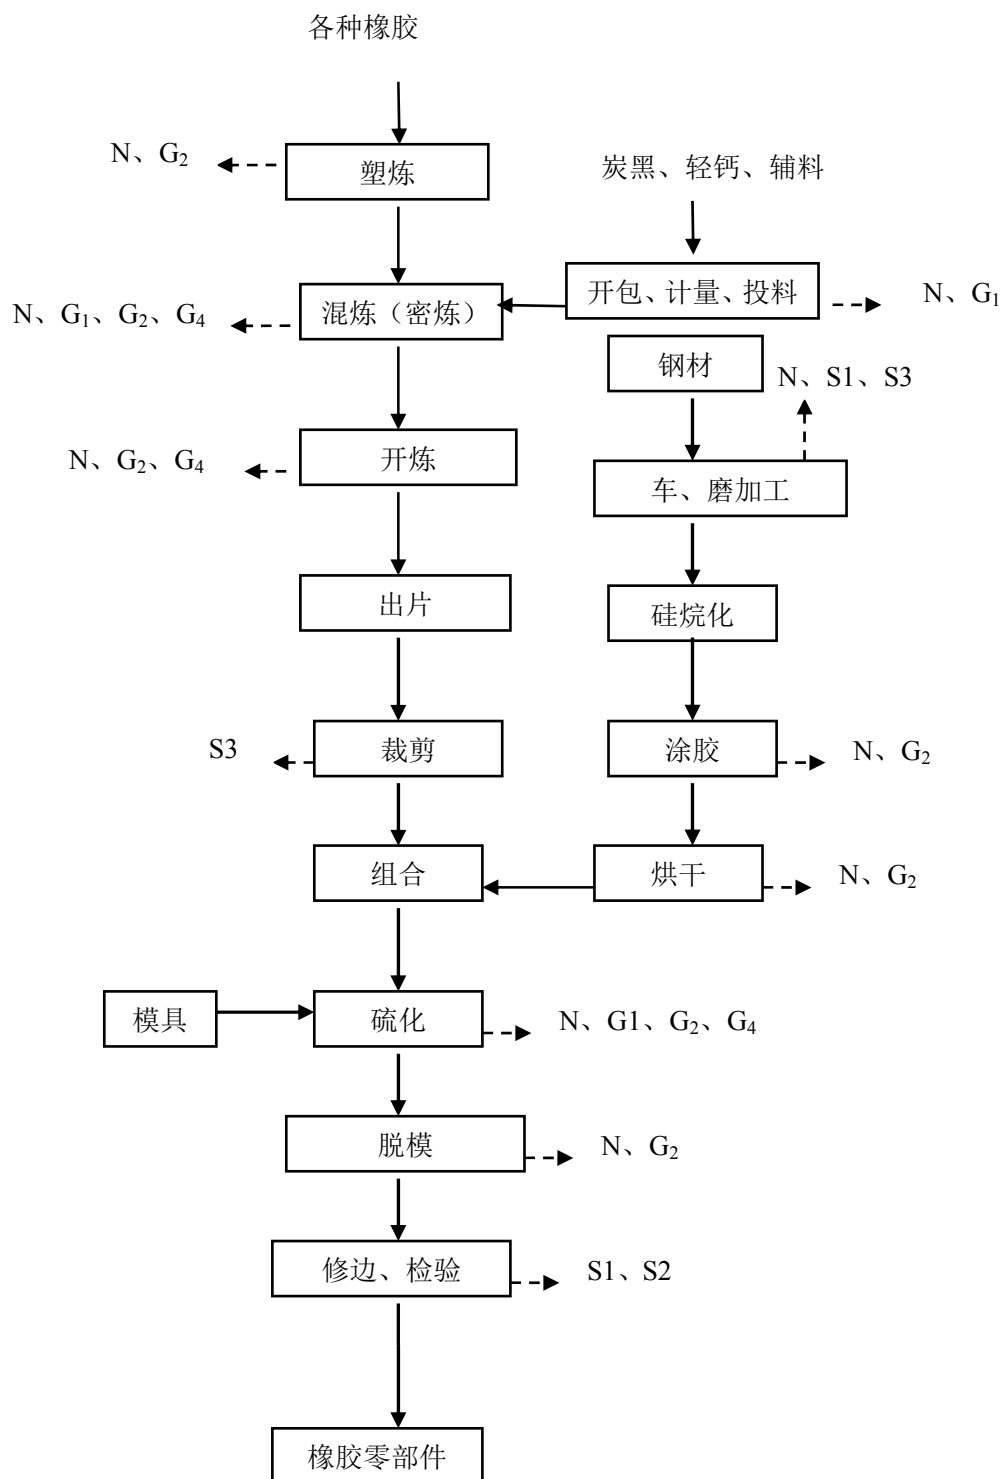 各种橡胶
N、G₂
塑炼
炭黑、轻钙、辅料
N、G₁、G₂、G₄
混炼（密炼）
开包、计量、投料
N、G₁
钢材
N、S1、S3
N、G₂、G₄
开炼
车、磨加工
出片
硅烷化
S3
裁剪
涂胶
N、G₂
组合
烘干
N、G₂
模具
硫化
N、G1、G₂、G₄
脱模
N、G₂
修边、检验
S1、S2
橡胶零部件